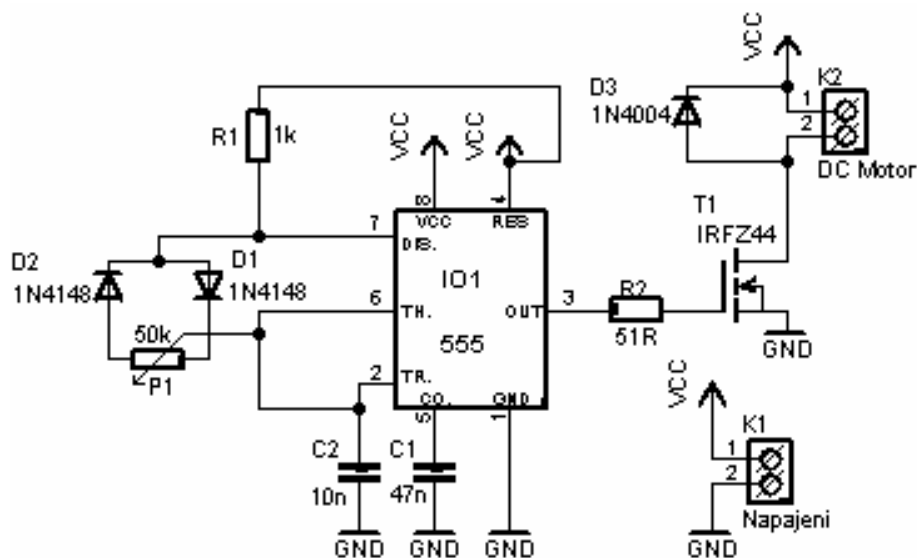 VCC
K2
D3
1
1N4004
2
DC Motor
R1
1k
VCC
VCC
8
4
VCC
RES
7
DIS.
T1
IRFZ44
D2
D1
1N4148
1N4148
IO1
6
TH.
OUT
3
R2
51R
555
50k
P1
GND
2
TR.
CO.
GND
5
1
VCC
K1
1
2
C2
C1
10n
47n
Napajeni
GND
GND
GND
GND